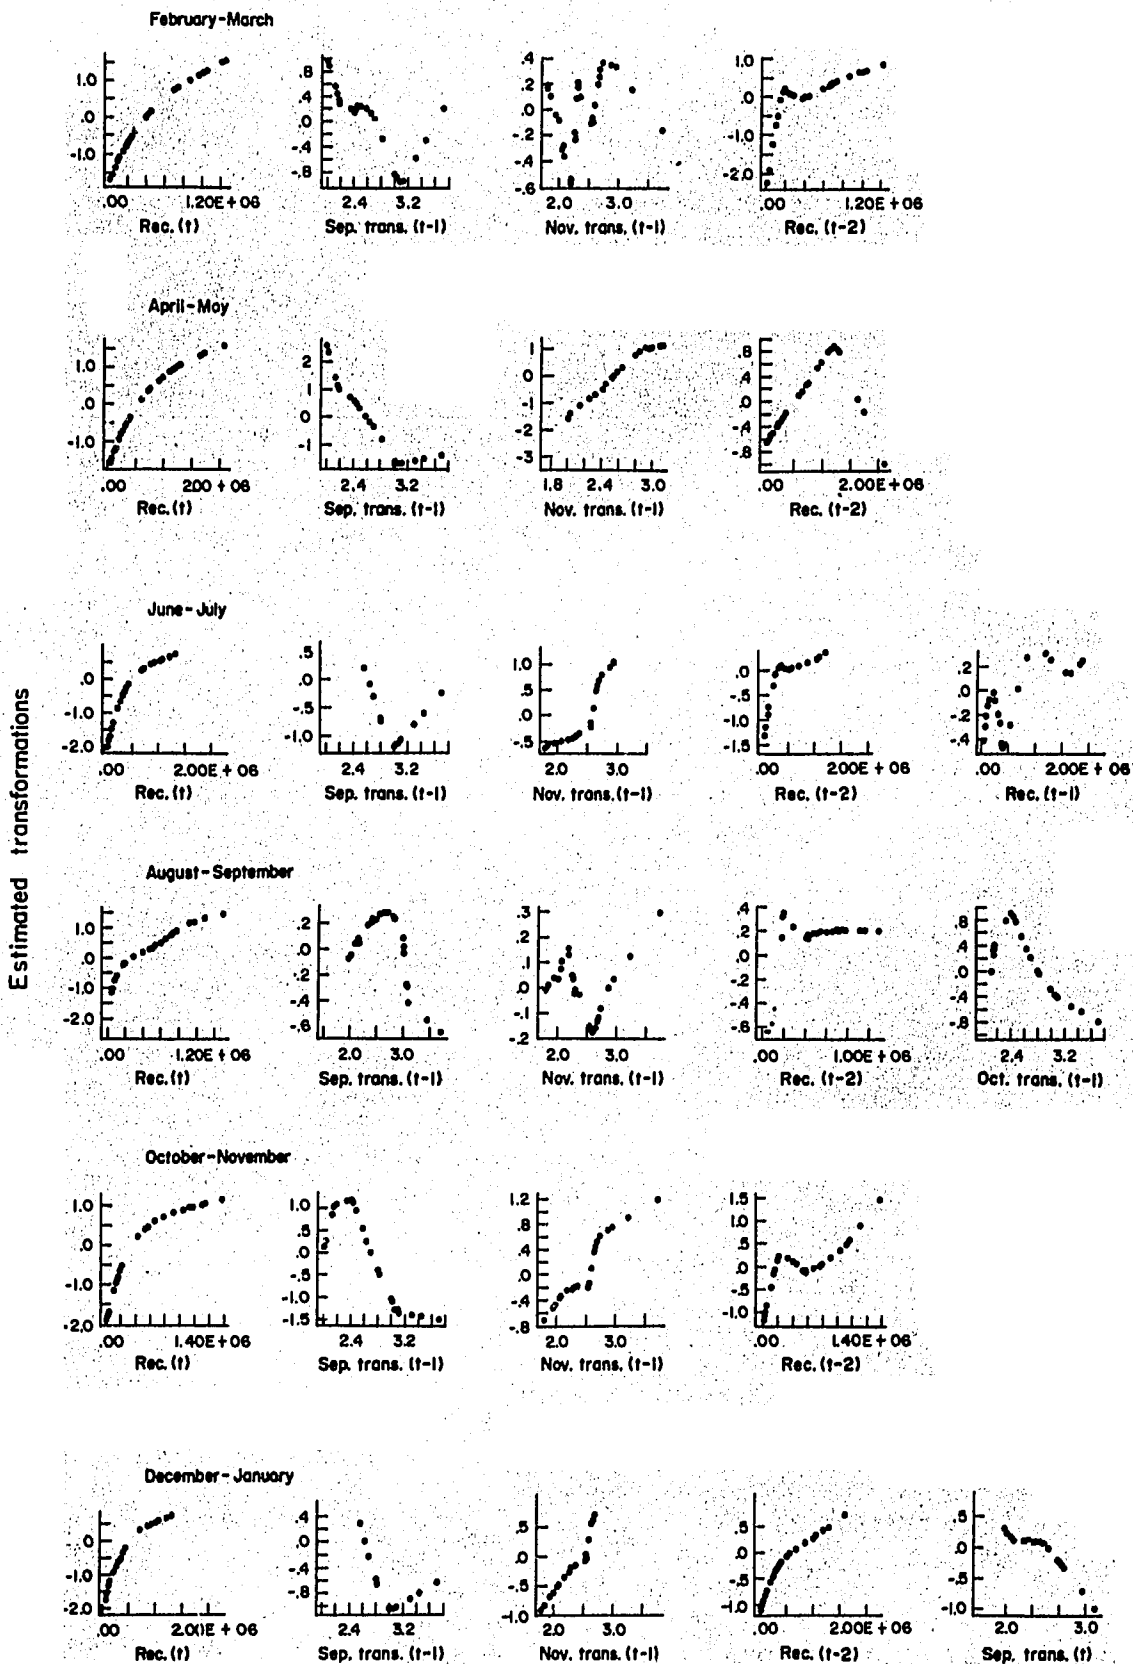 Estimated transformations
February-March
1.0 .0 -1.0
.00 1.20E+06
Rec. (t)
.8 .4 .0 -.4 -.8
2.4 3.2
Sep. trans. (t-1)
.4 .2 .0 -.2 -.4 -.6
2.0 3.0
Nov. trans. (t-1)
1.0 .0 -1.0 -2.0
.00 1.20E+06
Rec. (t-2)
April-May
1.0 .0 -1.0
.00 2.00+06
Rec. (t)
2 1 0 -1
2.4 3.2
Sep. trans. (t-1)
1 0 -1 -2 -3
1.8 2.4 3.0
Nov. trans. (t-1)
.8 .4 .0 -.4 -.8
.00 2.00E+06
Rec. (t-2)
June-July
.0 -1.0 -2.0
.00 2.00E+06
Rec. (t)
.5 .0 -.5 -1.0
2.4 3.2
Sep. trans. (t-1)
1.0 .5 .0 -.5
2.0 3.0
Nov. trans. (t-1)
.0 -.5 -1.0 -1.5
.00 2.00E+06
Rec. (t-2)
.2 .0 -.2 -.4
.00 2.00E+06
Rec. (t-1)
August-September
1.0 .0 -1.0 -2.0
.00 1.20E+06
Rec. (t)
.2 .0 -.2 -.4 -.6
2.0 3.0
Sep. trans. (t-1)
.3 .2 .1 .0 -.1 -.2
2.0 3.0
Nov. trans. (t-1)
.4 .2 .0 -.2 -.4 -.6
.00 1.00E+06
Rec. (t-2)
.8 .4 .0 -.4 -.8
2.4 3.2
Oct. trans. (t-1)
October-November
1.0 .0 -1.0 -2.0
.00 1.40E+06
Rec. (t)
1.0 .5 .0 -.5 -1.0 -1.5
2.4 3.2
Sep. trans. (t-1)
1.2 .8 .4 .0 -.4 -.8
2.0 3.0
Nov. trans. (t-1)
1.5 1.0 .5 .0 -.5 -1.0
.00 1.40E+06
Rec. (t-2)
December-January
.0 -1.0 -2.0
.00 2.00E+06
Rec. (t)
.4 .0 -.4 -.8
2.4 3.2
Sep. trans. (t-1)
.5 .0 -.5 -1.0
2.0 3.0
Nov. trans. (t-1)
.5 .0 -.5 -1.0
.00 2.00E+06
Rec. (t-2)
.5 .0 -.5 -1.0
2.0 3.0
Sep. trans. (t)